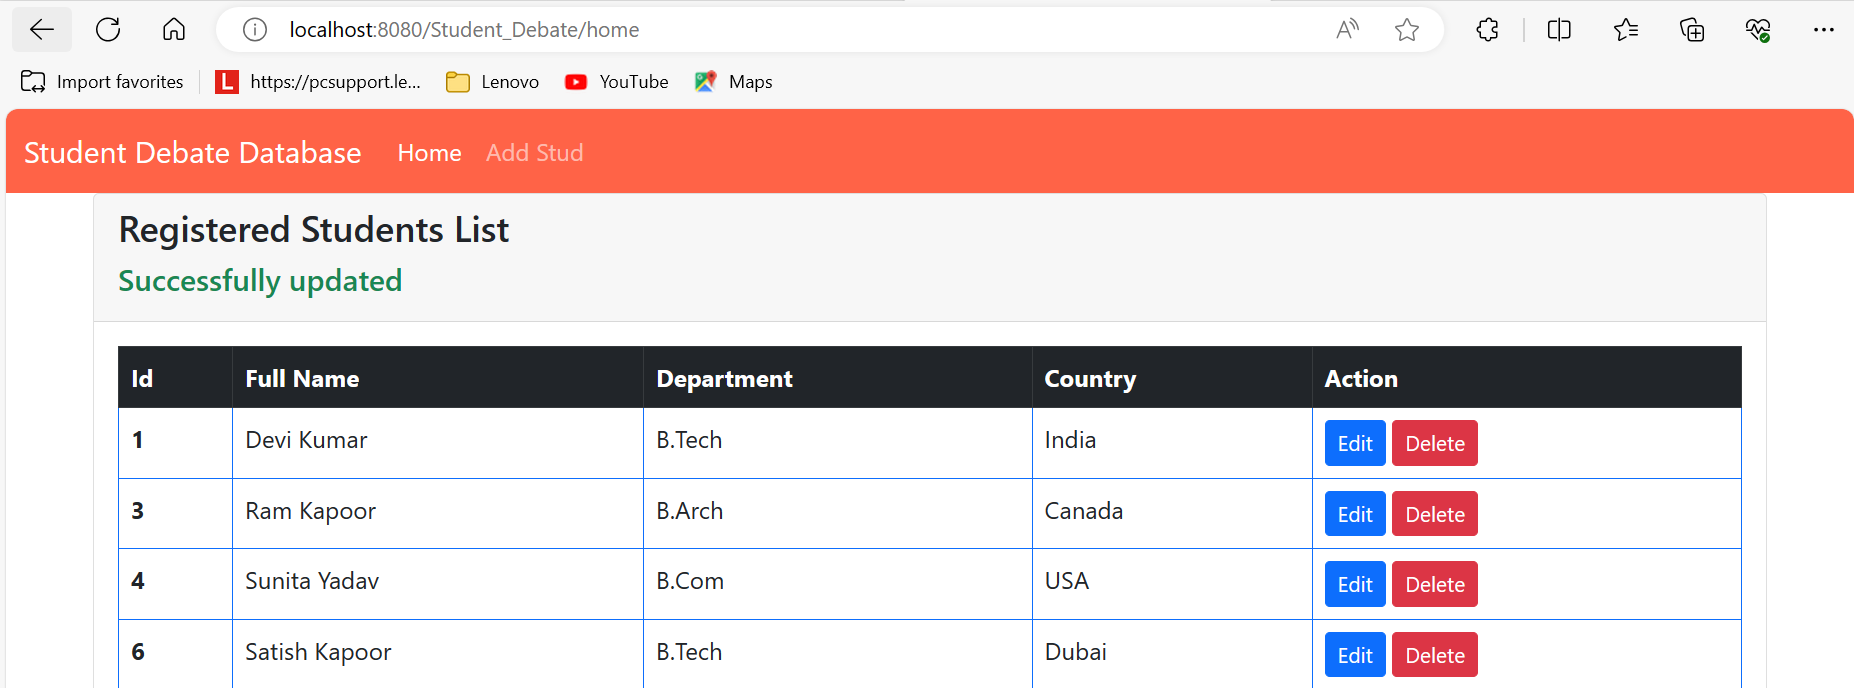 localhost:8080/Student_Debate/home
Import favorites L https://pcsupport.le... Lenovo YouTube Maps
Student Debate Database Home Add Stud
Registered Students List
Successfully updated
Id Full Name Department Country Action
1 Devi Kumar B.Tech India Edit Delete
3 Ram Kapoor B.Arch Canada Edit Delete
4 Sunita Yadav B.Com USA Edit Delete
6 Satish Kapoor B.Tech Dubai Edit Delete